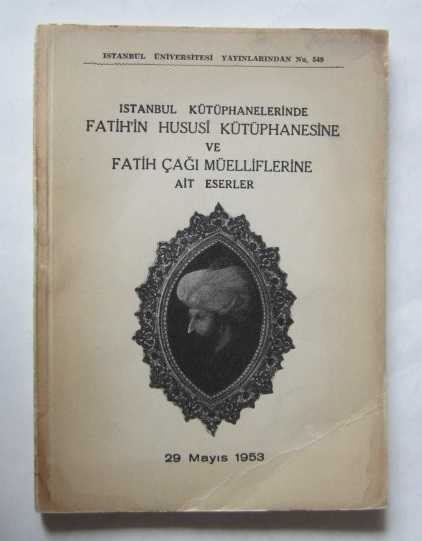 ISTANBUL ÜNİVERSİTESİ YAYINLARINDAN No. 549
ISTANBUL KÜTÜPHANELERİNDE
FATİH'İN HUSUSÎ KÜTÜPHANESİNE
VE
FATİH ÇAĞI MÜELLİFLERİNE
AİT ESERLER
29 Mayıs 1953